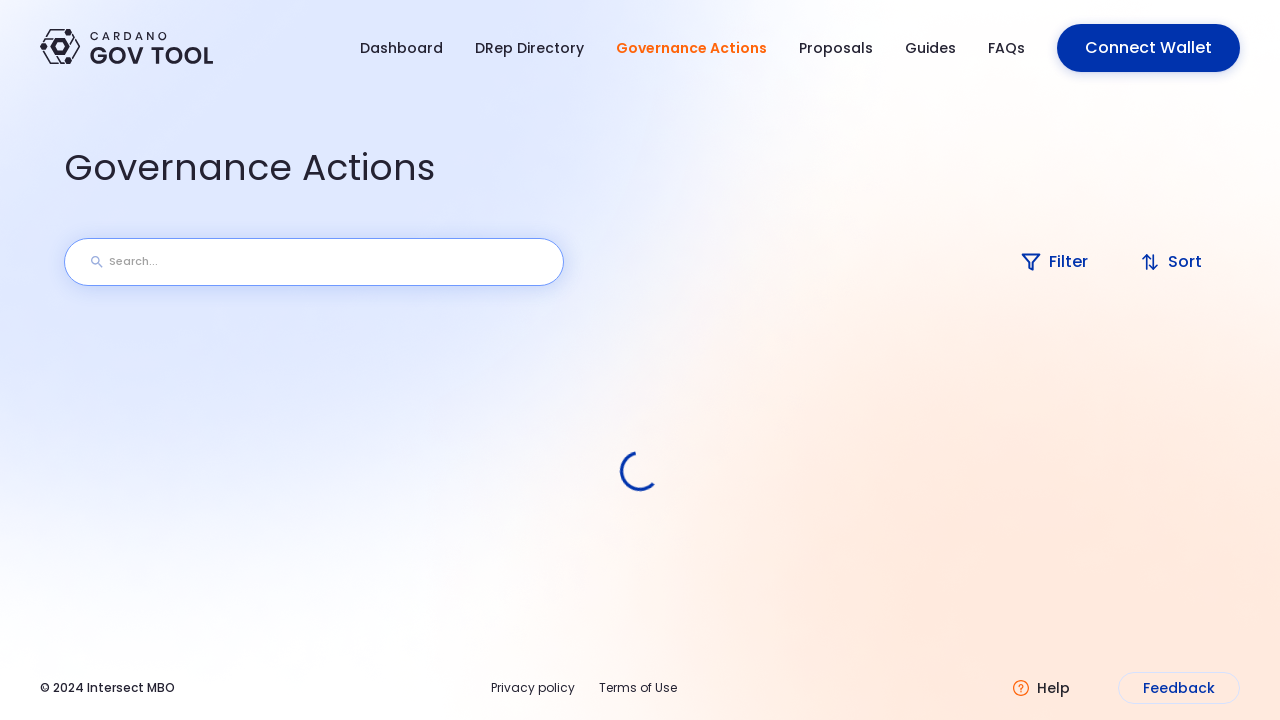 CARDANO
GOV TOOL
Dashboard
DRep Directory
Governance Actions
Proposals
Guides
FAQs
Connect Wallet
Governance Actions
Search...
Filter
Sort
© 2024 Intersect MBO
Privacy policy
Terms of Use
Help
Feedback